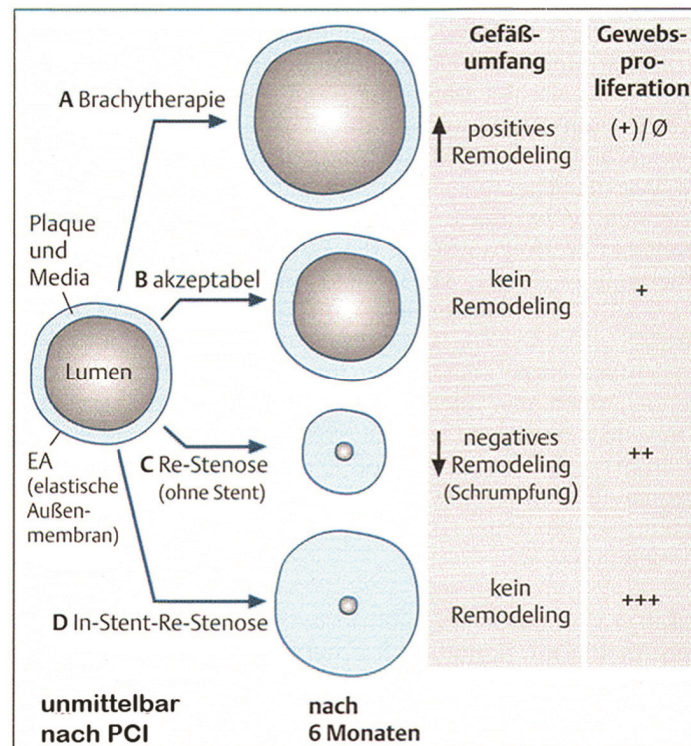 Gefäß-
umfang
Gewebs-
pro-
liferation
A Brachytherapie
positives
Remodeling
(+)/Ø
Plaque
und
Media
B akzeptabel
kein
Remodeling
+
Lumen
EA
(elastische
Außen-
membran)
C Re-Stenose
(ohne Stent)
negatives
Remodeling
(Schrumpfung)
++
D In-Stent-Re-Stenose
kein
Remodeling
+++
unmittelbar
nach PCI
nach
6 Monaten